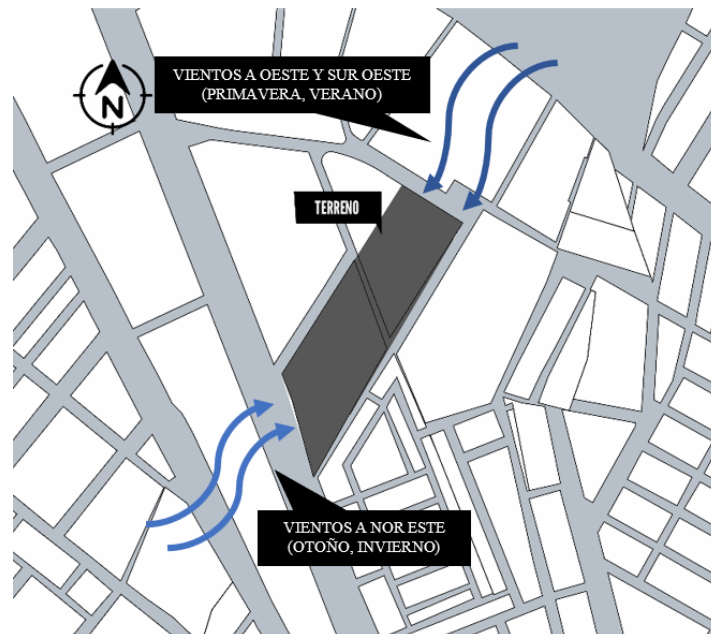 VIENTOS A OESTE Y SUR OESTE
(PRIMAVERA, VERANO)
N
TERRENO
VIENTOS A NOR ESTE
(OTOÑO, INVIERNO)